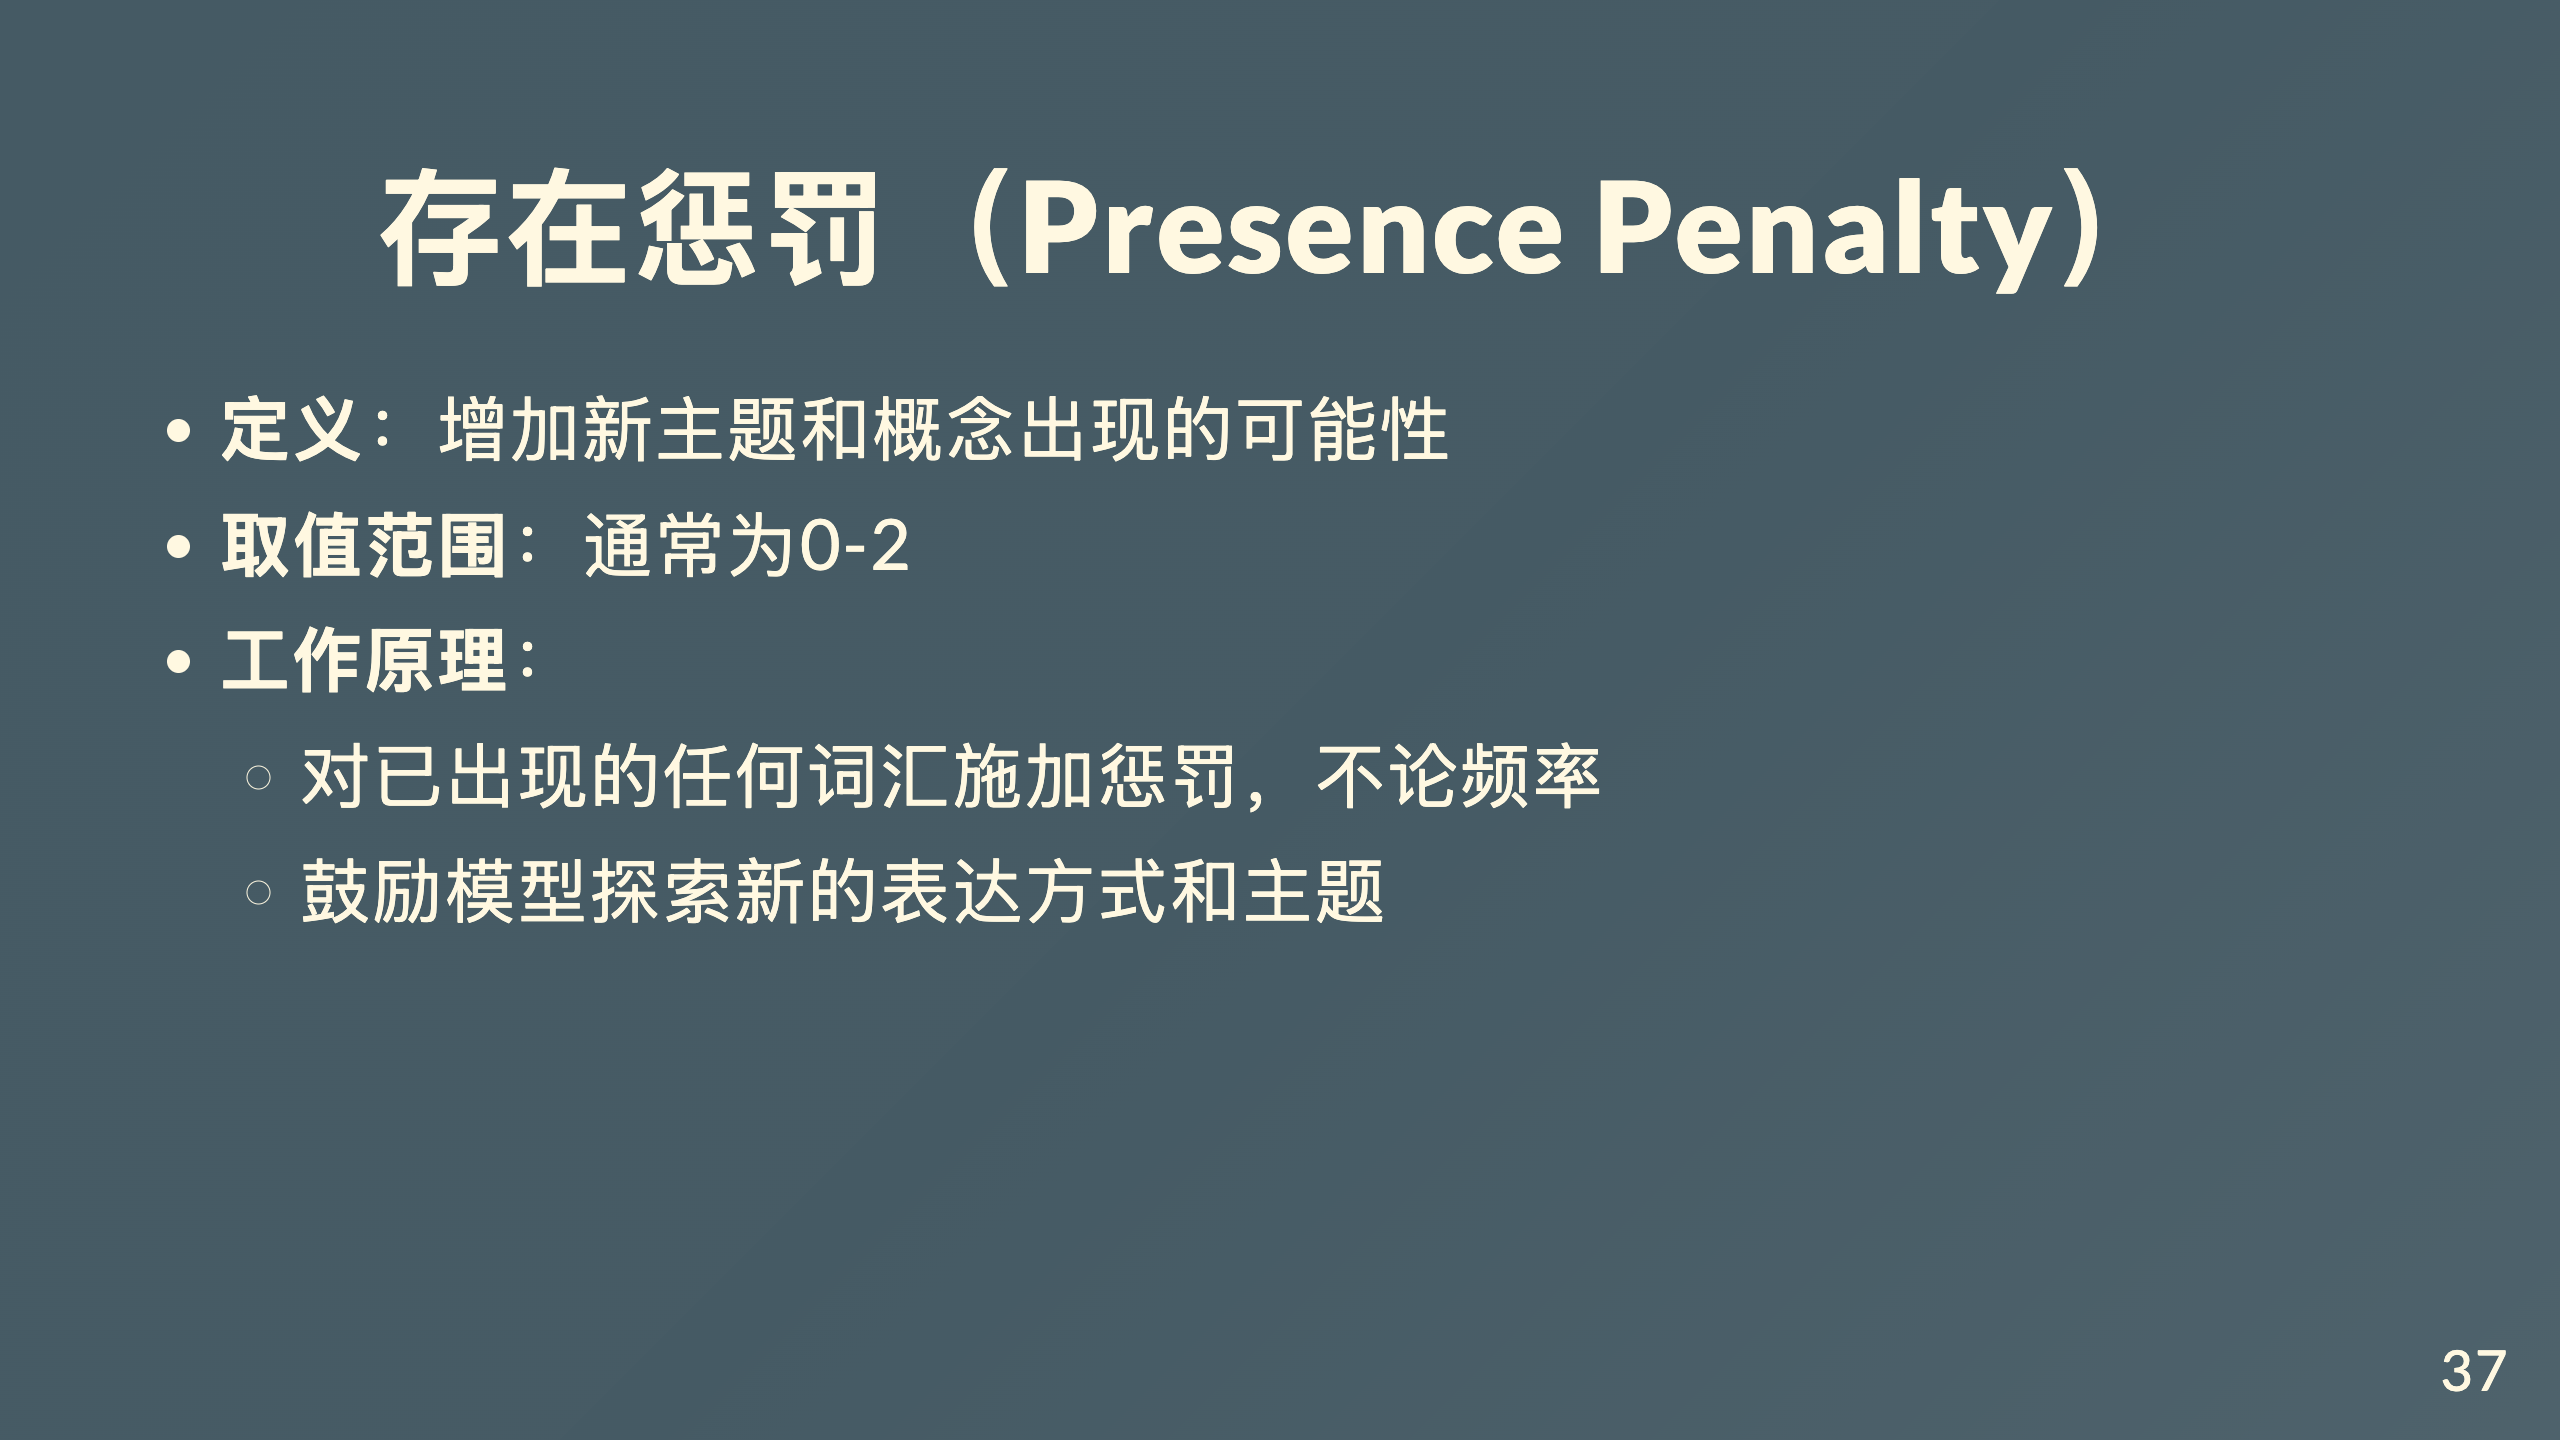 存在惩罚（Presence Penalty）
• 定义：增加新主题和概念出现的可能性
• 取值范围：通常为0-2
• 工作原理：
○ 对已出现的任何词汇施加惩罚，不论频率
○ 鼓励模型探索新的表达方式和主题
37